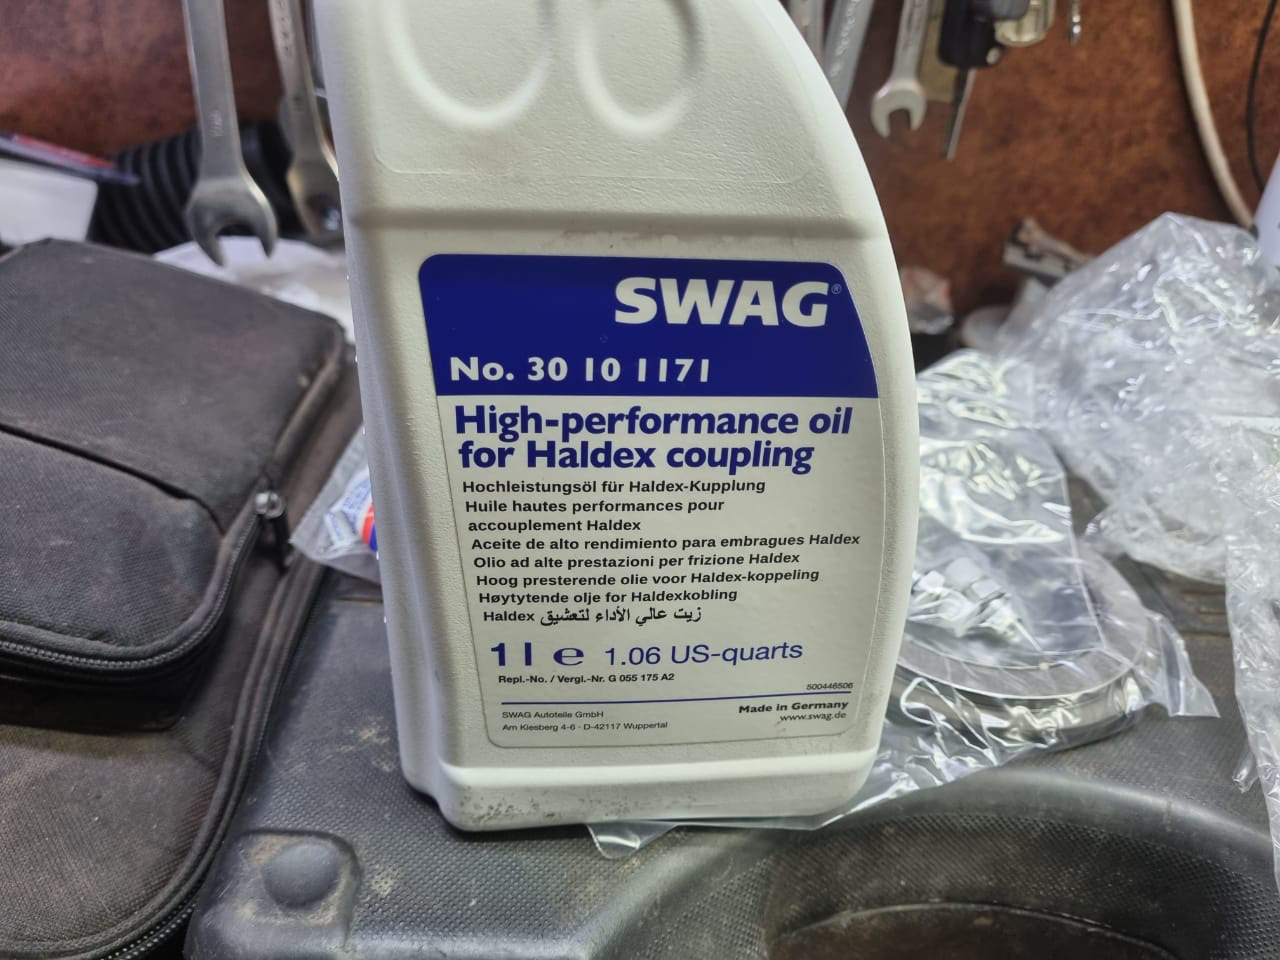 SWAG®
No. 30 10 1171
High-performance oil
for Haldex coupling
Hochleistungsöl für Haldex-Kupplung
Huile hautes performances pour
accouplement Haldex
Aceite de alto rendimiento para embragues Haldex
Olio ad alte prestazioni per frizione Haldex
Hoog presterende olie voor Haldex-koppeling
Høytytende olje for Haldexkobling
زيت عالي الأداء لتعشيق Haldex
1 l e 1.06 US-quarts
Repl.-No. / Vergl.-Nr. G 055 175 A2
500446506
SWAG Autoteile GmbH
Am Kiesberg 4-6 · D-42117 Wuppertal
Made in Germany
www.swag.de